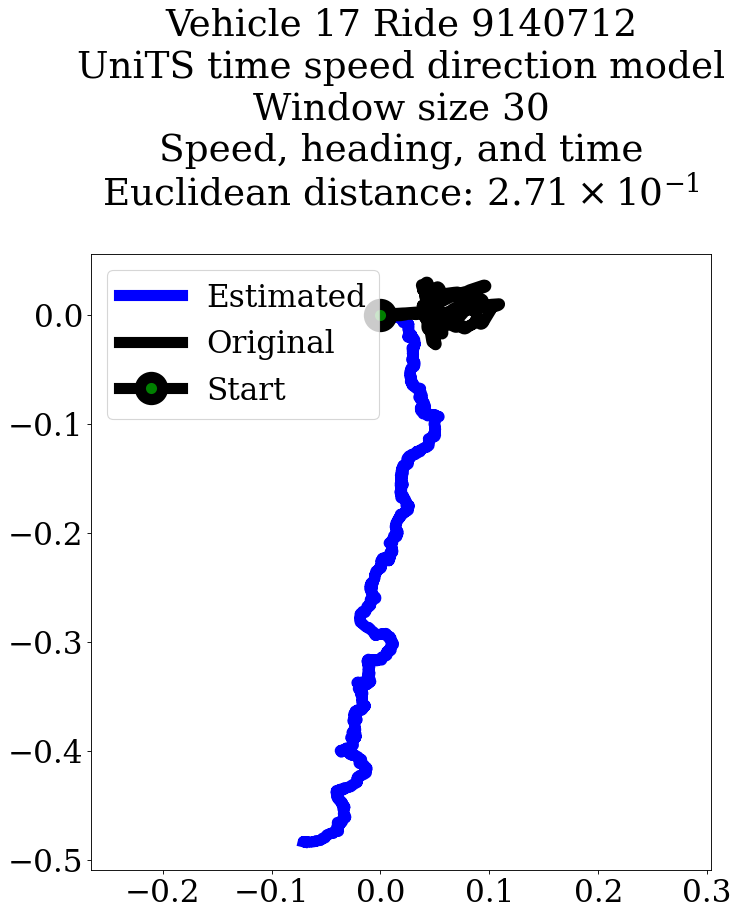 Vehicle 17 Ride 9140712
UniTS time speed direction model
Window size 30
Speed, heading, and time
Euclidean distance: 2.71 × 10⁻¹
Estimated
Original
Start
0.0
−0.1
−0.2
−0.3
−0.4
−0.5
−0.2
−0.1
0.0
0.1
0.2
0.3